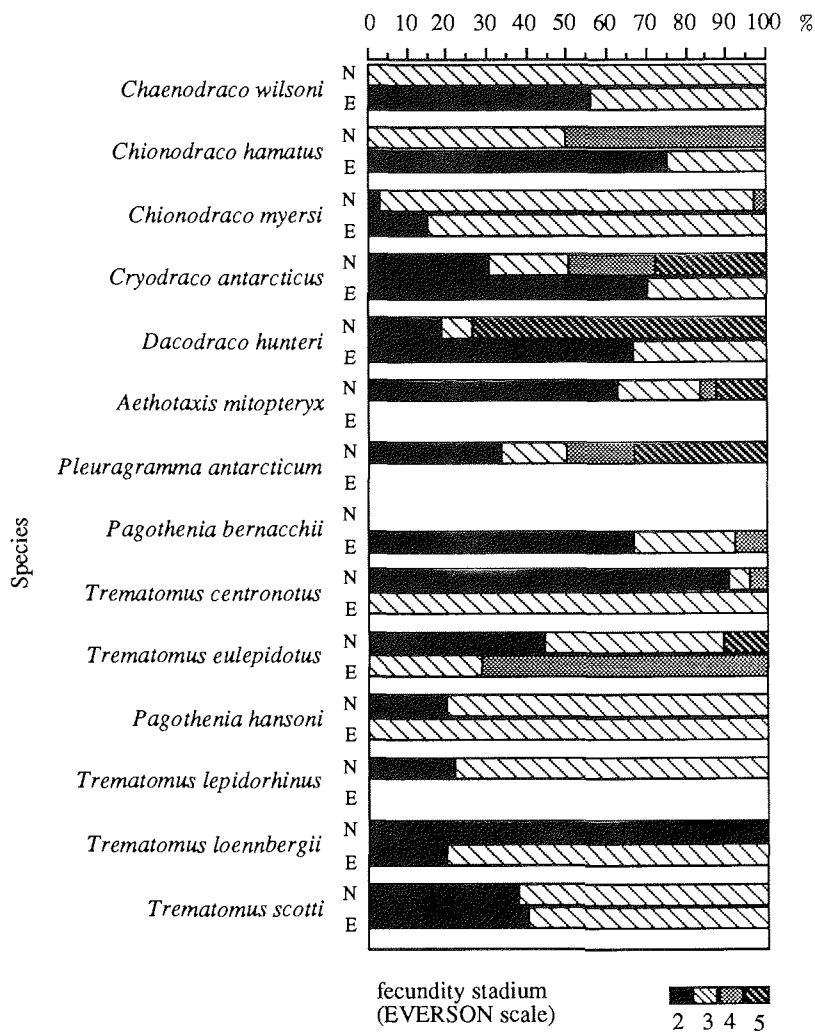 0 10 20 30 40 50 60 70 80 90 100 %
Chaenodraco wilsoni N
E
Chionodraco hamatus N
E
Chionodraco myersi N
E
Cryodraco antarcticus N
E
Dacodraco hunteri N
E
Aethotaxis mitopteryx N
E
Pleuragramma antarcticum N
E
Pagothenia bernacchii N
E
Trematomus centronotus N
E
Trematomus eulepidotus N
E
Pagothenia hansoni N
E
Trematomus lepidorhinus N
E
Trematomus loennbergii N
E
Trematomus scotti N
E
Species
fecundity stadium
(EVERSON scale)
2 3 4 5